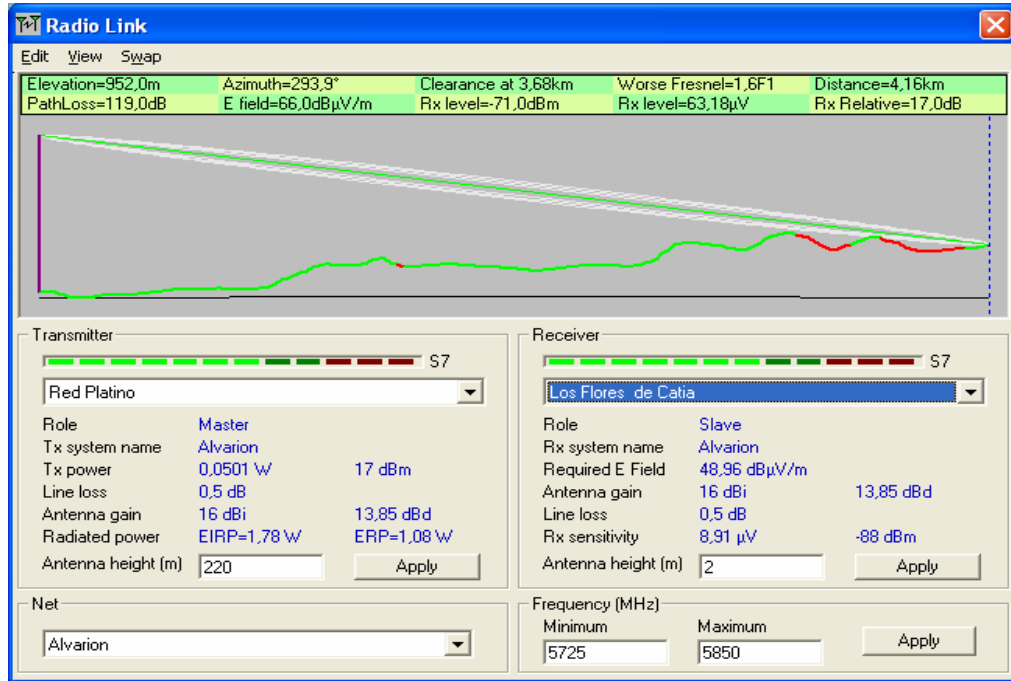 Radio Link
Edit View Swap
Elevation=952,0m Azimuth=293,9° Clearance at 3,68km Worse Fresnel=1,6F1 Distance=4,16km
PathLoss=119,0dB E field=66,0dBµV/m Rx level=-71,0dBm Rx level=63,18µV Rx Relative=17,0dB
Transmitter
S7
Red Platino
Role Master
Tx system name Alvarion
Tx power 0,0501 W 17 dBm
Line loss 0,5 dB
Antenna gain 16 dBi 13,85 dBd
Radiated power EIRP=1,78 W ERP=1,08 W
Antenna height (m) 220 Apply
Receiver
S7
Los Flores de Catia
Role Slave
Rx system name Alvarion
Required E Field 48,96 dBµV/m
Antenna gain 16 dBi 13,85 dBd
Line loss 0,5 dB
Rx sensitivity 8,91 µV -88 dBm
Antenna height (m) 2 Apply
Net
Alvarion
Frequency (MHz)
Minimum Maximum
5725 5850 Apply